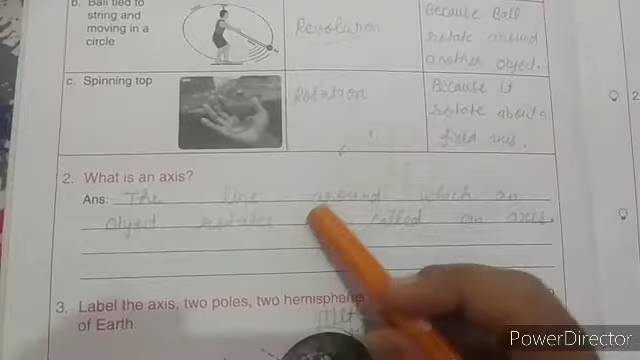 b. Ball tied to
string and
moving in a
circle
Revolution
Because Ball
rotate around
another object.
c. Spinning top
Rotation
Because it
rotate about a
fixed axis.
2
2. What is an axis?
Ans: The line around which an
object rotates called an axis.
3. Label the axis, two poles, two hemispheres
of Earth.
PowerDirector